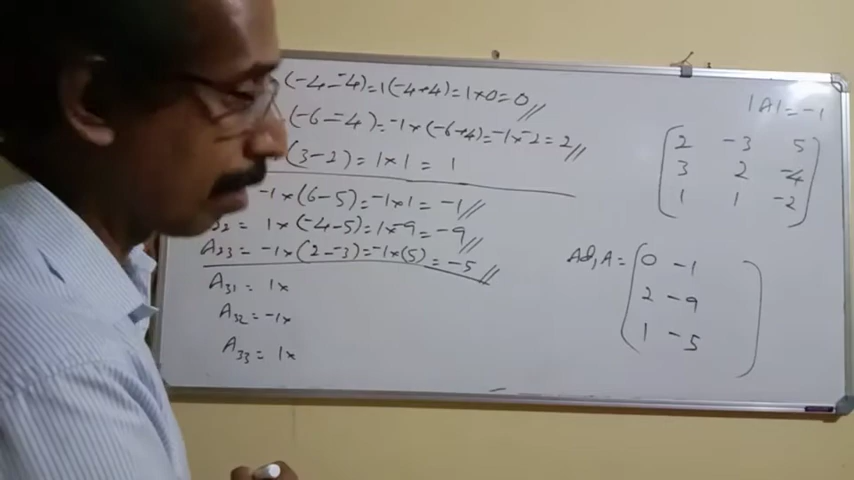 (-4--4)=1(-4+4)=1×0=0//
(-6--4)=-1×(-6+4)=-1×-2=2//
(3-2)=1×1=1
-1×(6-5)=-1×1=-1//
1×(-4-5)=1×-9=-9//
A₃₃=-1×(2--3)=-1×(5)=-5//
A₃₁=1×
A₃₂=-1×
A₃₃=1×
|A|=-1
2 -3 5
3 2 -4
1 1 -2
AdjA= 0 -1
2 -9
1 -5